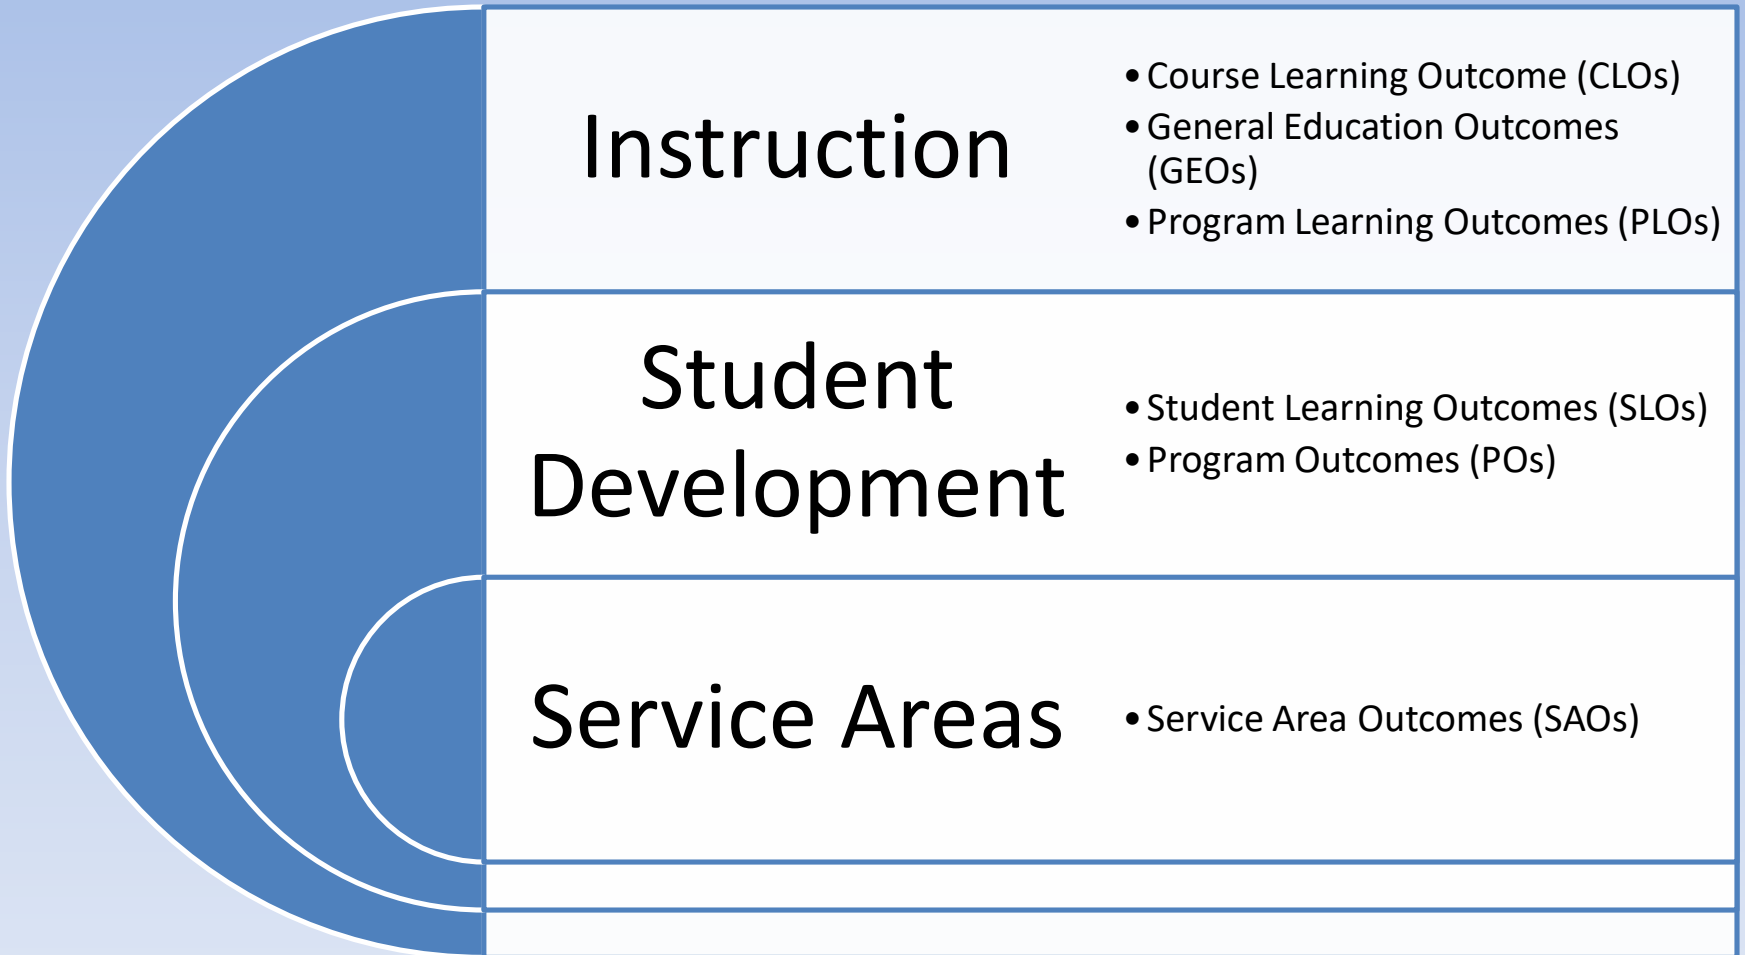 Instruction
• Course Learning Outcome (CLOs)
• General Education Outcomes
(GEOs)
• Program Learning Outcomes (PLOs)
Student
Development
• Student Learning Outcomes (SLOs)
• Program Outcomes (POs)
Service Areas
• Service Area Outcomes (SAOs)